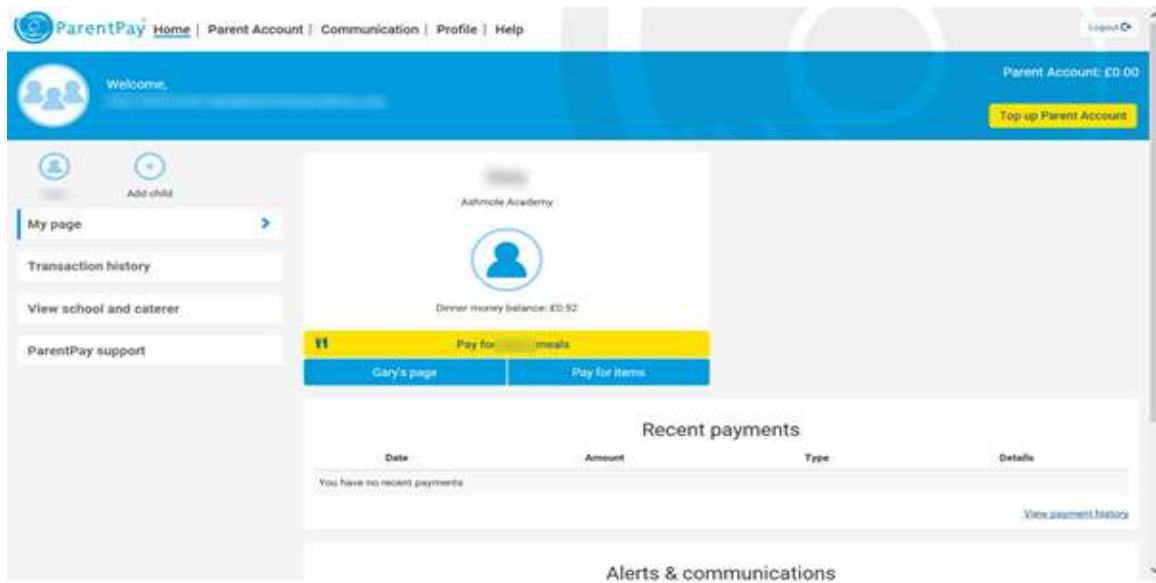 ParentPay Home | Parent Account | Communication | Profile | Help
Logout
Welcome,
Parent Account: £0.00
Top up Parent Account
Add child
My page
Transaction history
View school and caterer
ParentPay support
Ashmole Academy
Dinner money balance: £0.52
Pay for meals
Gary's page
Pay for items
Recent payments
Date Amount Type Details
You have no recent payments
View payment history
Alerts & communications